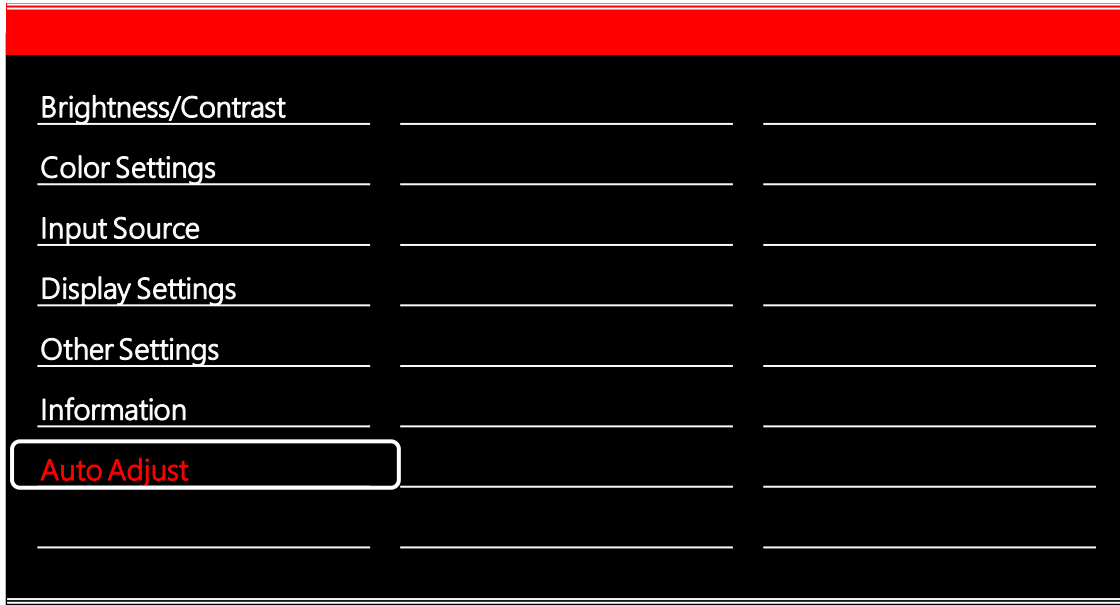 Brightness/Contrast
Color Settings
Input Source
Display Settings
Other Settings
Information
Auto Adjust